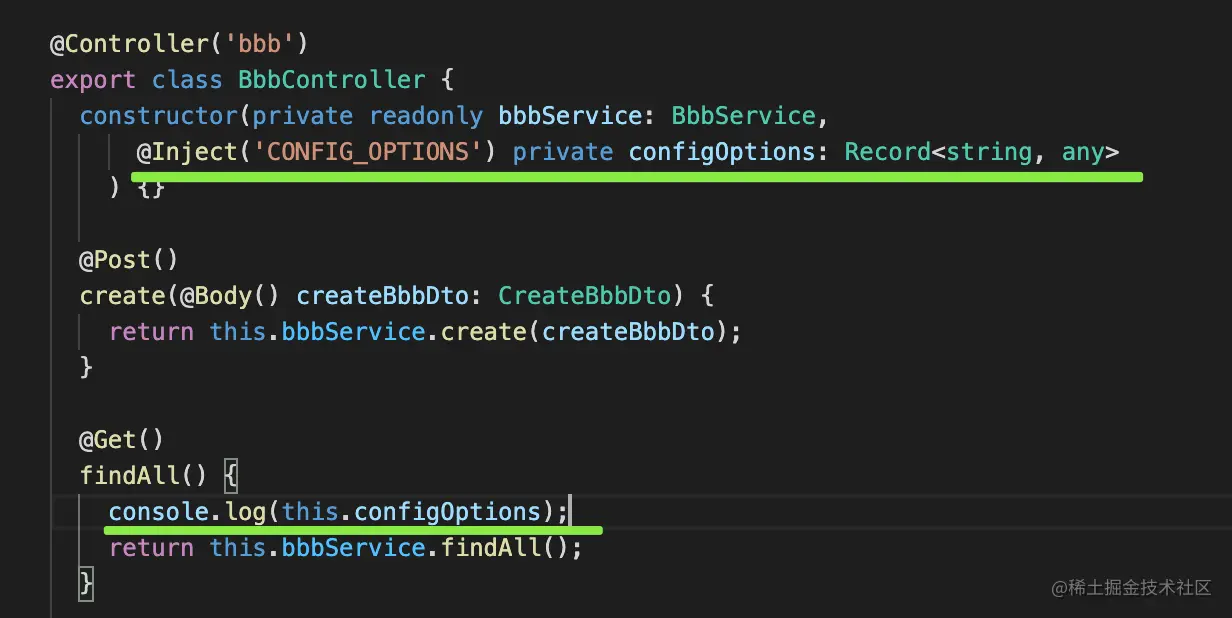 @Controller('bbb')
export class BbbController {
constructor(private readonly bbbService: BbbService,
@Inject('CONFIG_OPTIONS') private configOptions: Record<string, any>
) {}
@Post()
create(@Body() createBbbDto: CreateBbbDto) {
return this.bbbService.create(createBbbDto);
}
@Get()
findAll() {
console.log(this.configOptions);
return this.bbbService.findAll();
}
@稀土掘金技术社区